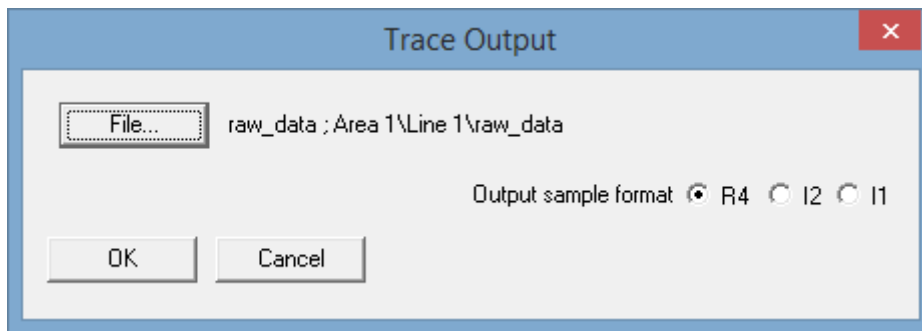 Trace Output
File... raw_data ; Area 1\Line 1\raw_data
Output sample format R4 I2 I1
OK Cancel